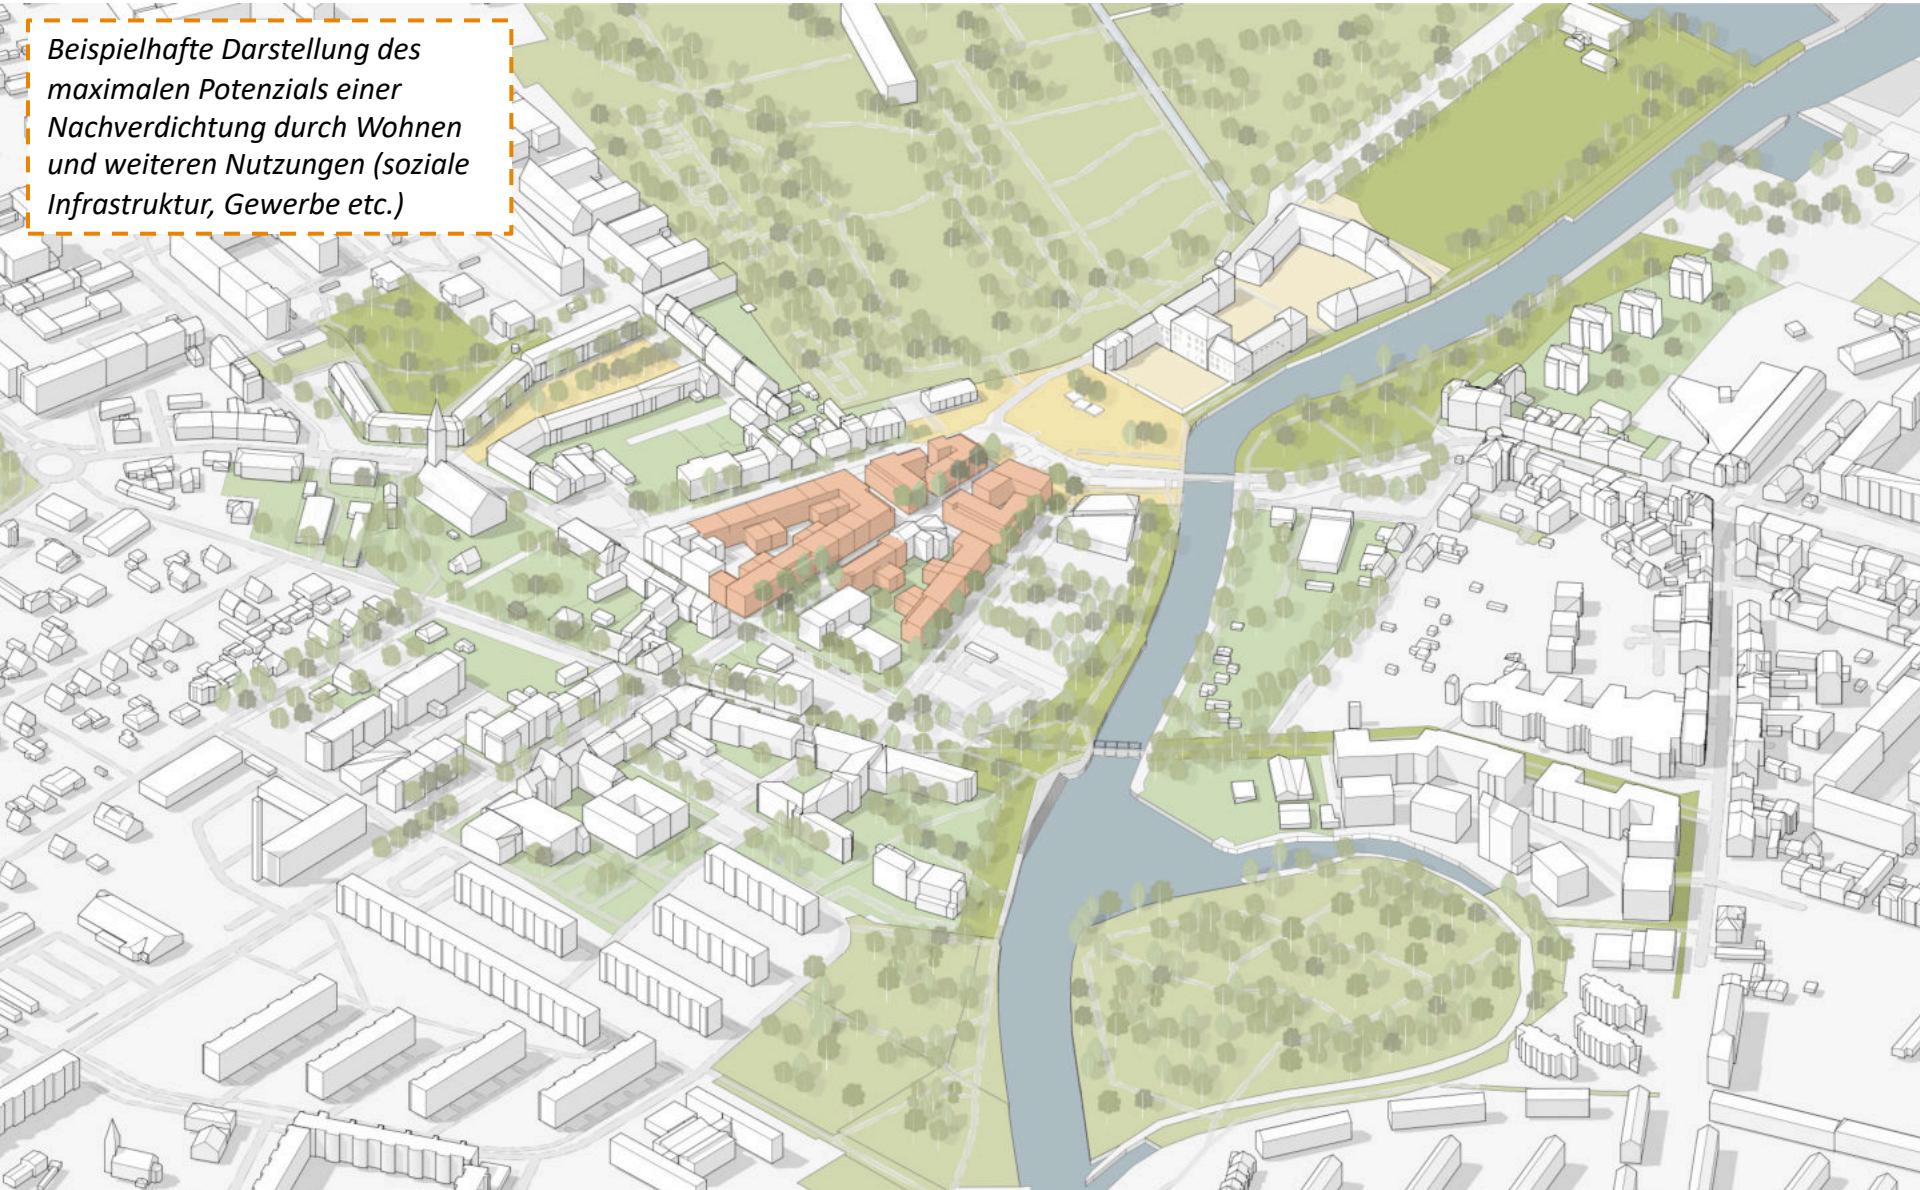 Beispielhafte Darstellung des
maximalen Potenzials einer
Nachverdichtung durch Wohnen
und weiteren Nutzungen (soziale
Infrastruktur, Gewerbe etc.)